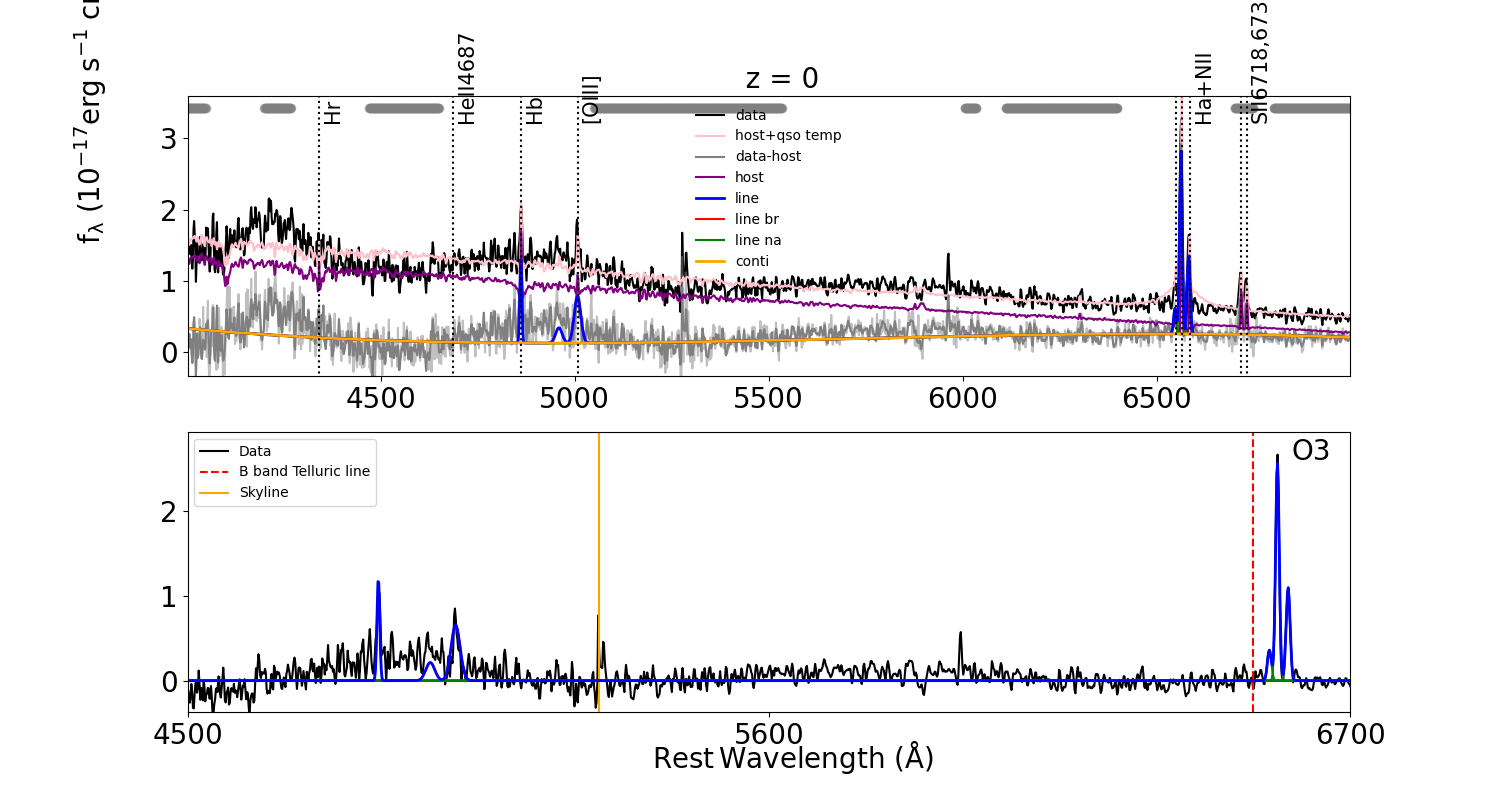 z = 0
fλ (10−17erg s−1 c
Hr
HeII4687
Hb
[OIII]
Ha+NII
SII6718,673
data
host+qso temp
data-host
host
line
line br
line na
conti
3
2
1
0
4500
5000
5500
6000
6500
Data
B band Telluric line
Skyline
O3
2
1
0
4500
5600
6700
Rest Wavelength (Å)